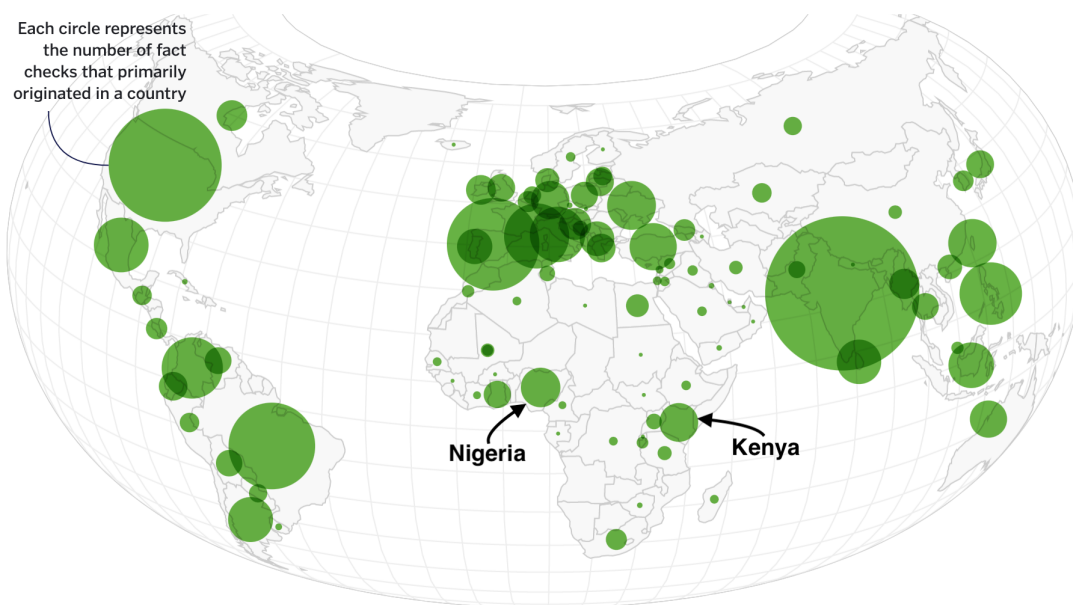 Each circle represents
the number of fact
checks that primarily
originated in a country
Nigeria
Kenya